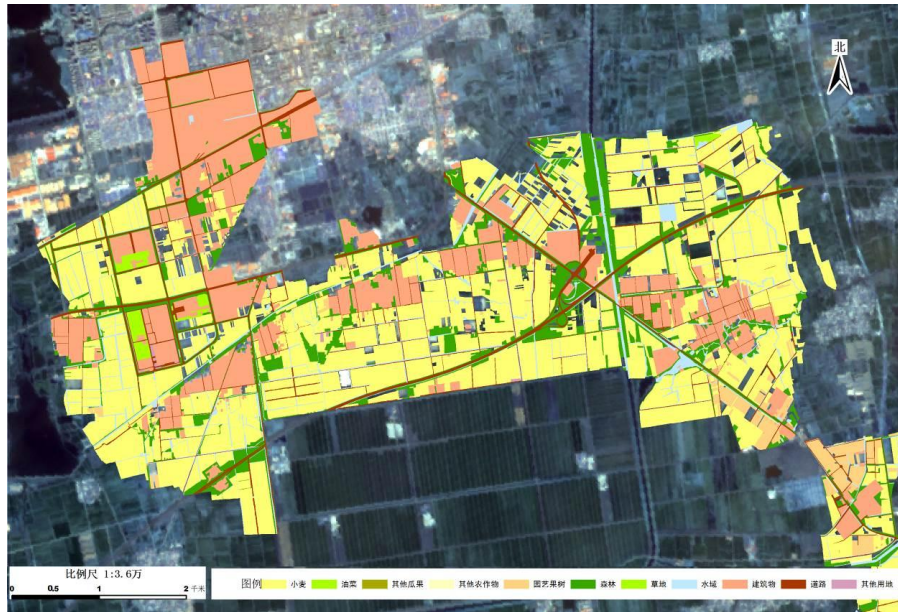 北
比例尺 1:3.6万
0 0.5 1 2 千米
图例 小麦 油菜 其他瓜果 其他农作物 园艺果树 森林 草地 水域 建筑物 道路 其他用地